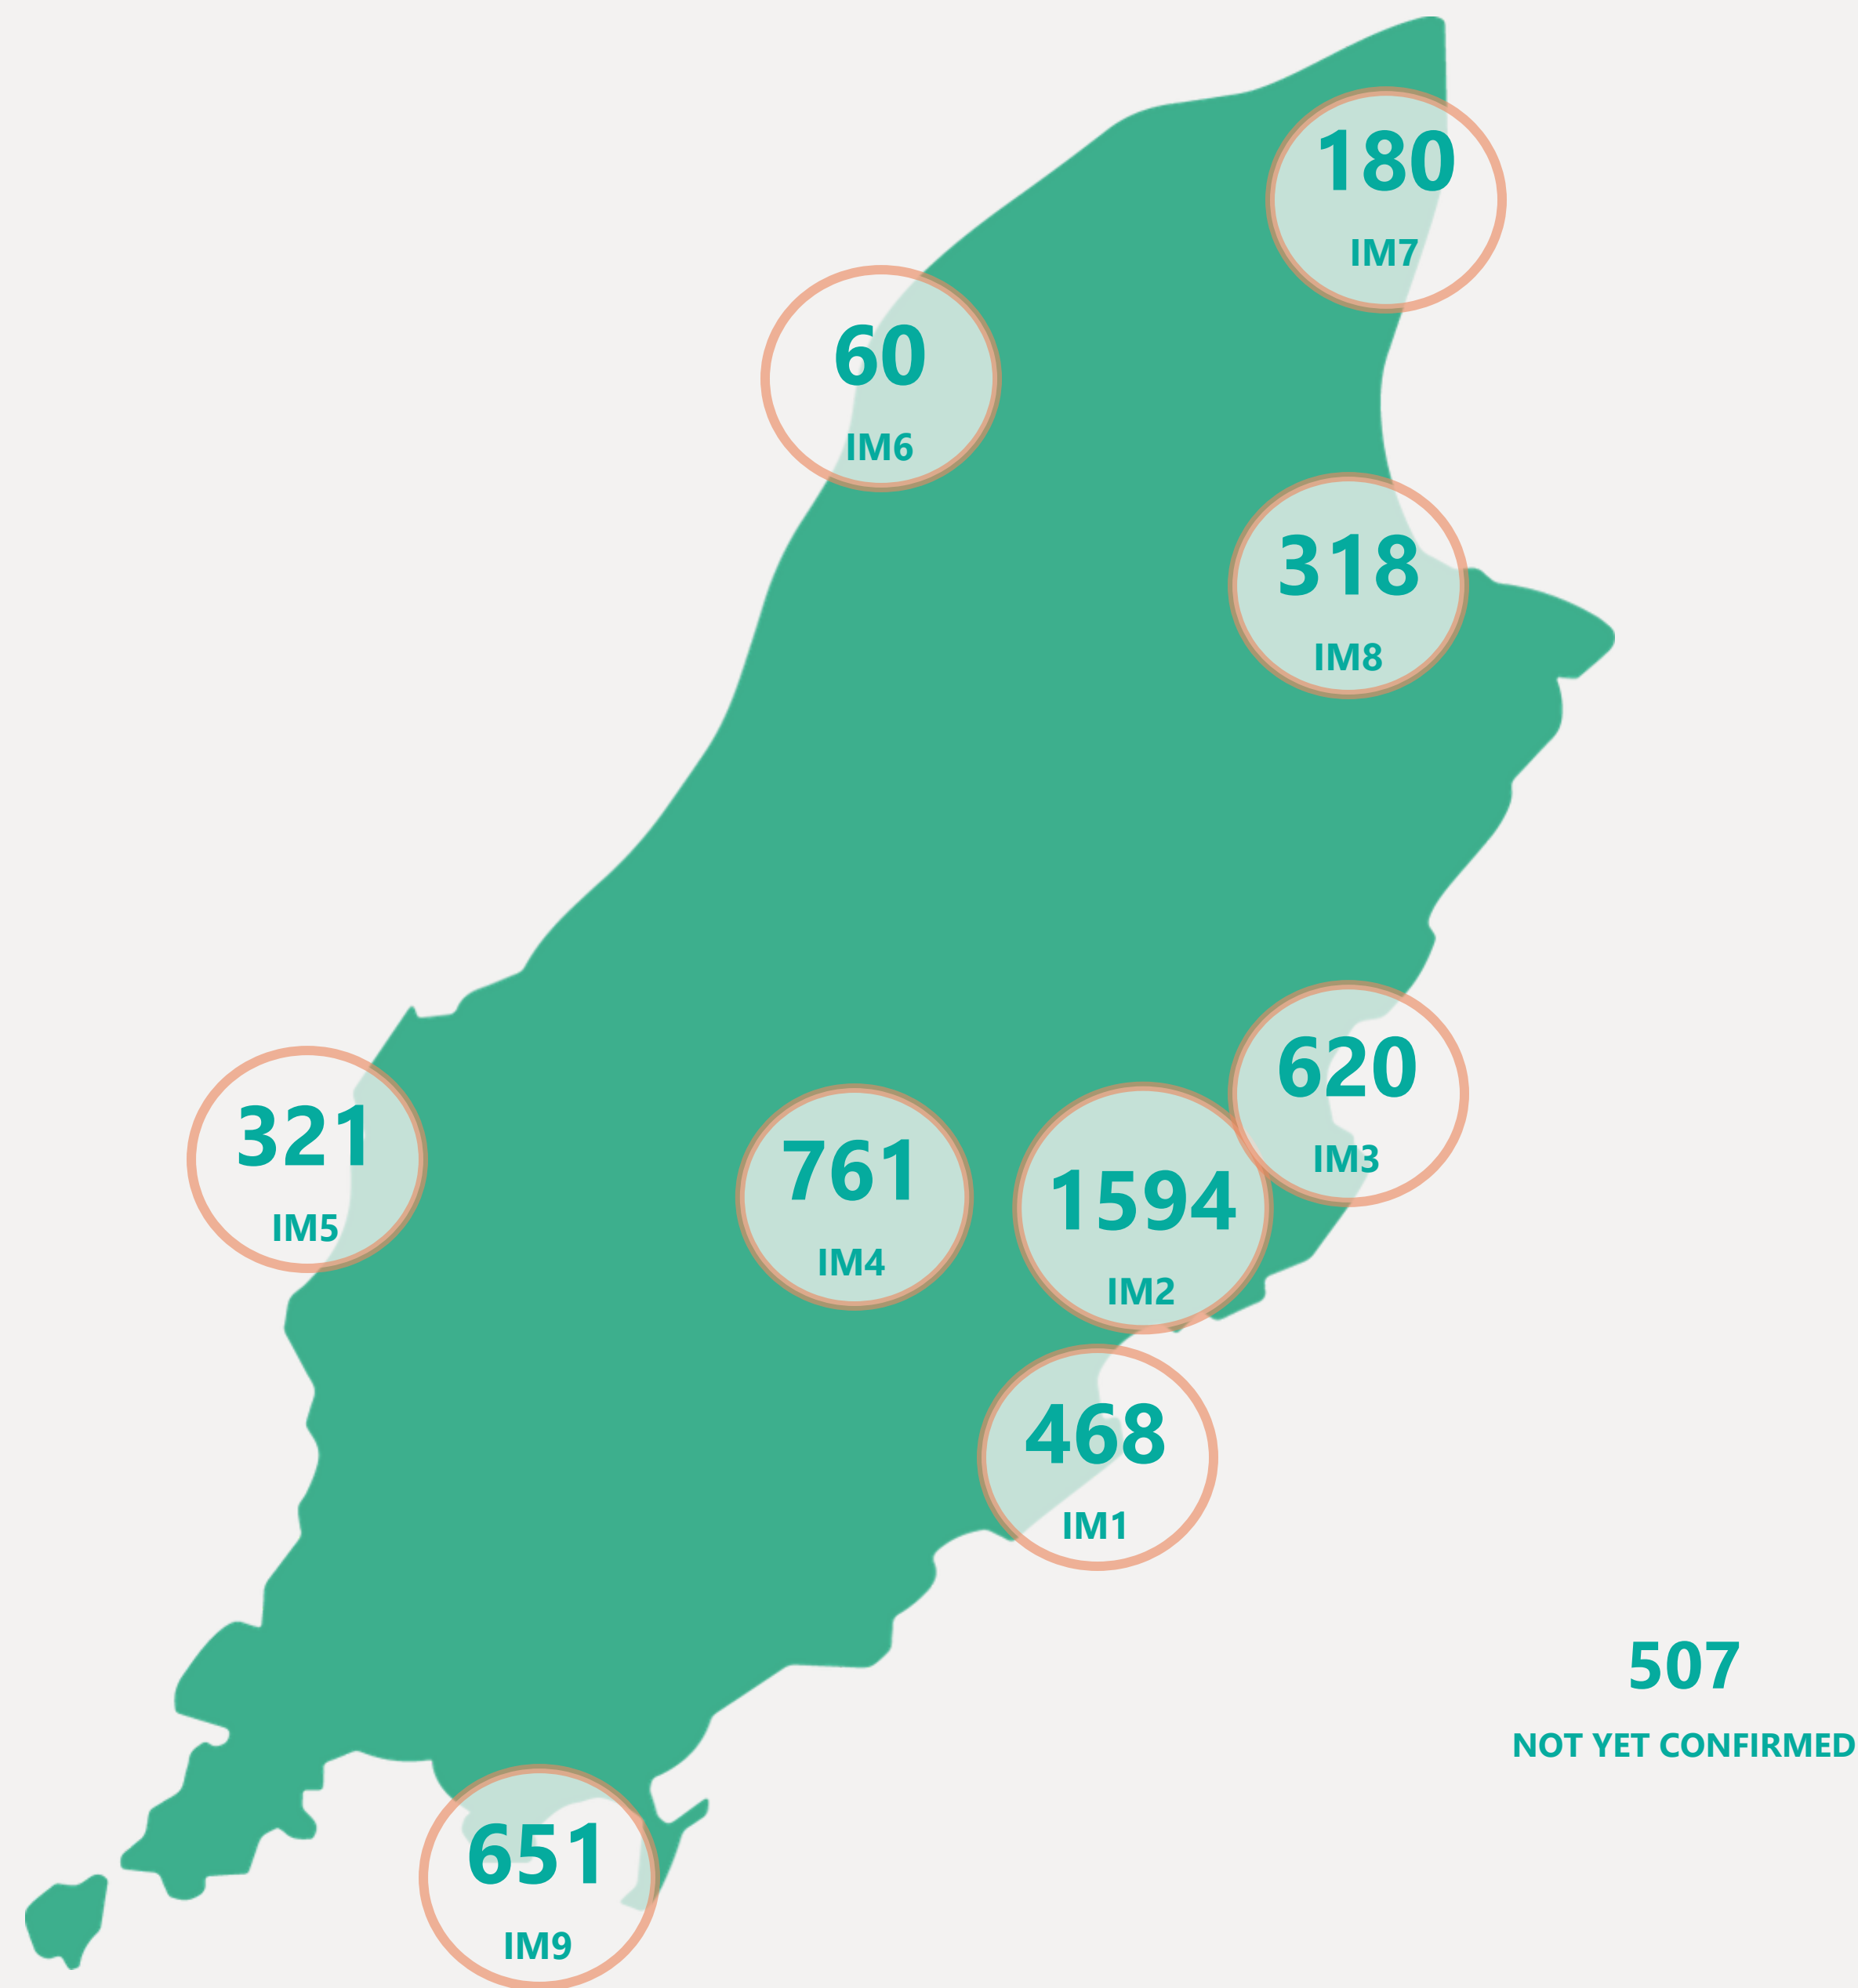 180
IM7
60
IM6
318
IM8
620
IM3
321
IM5
761
IM4
1594
IM2
468
IM1
507
NOT YET CONFIRMED
651
IM9